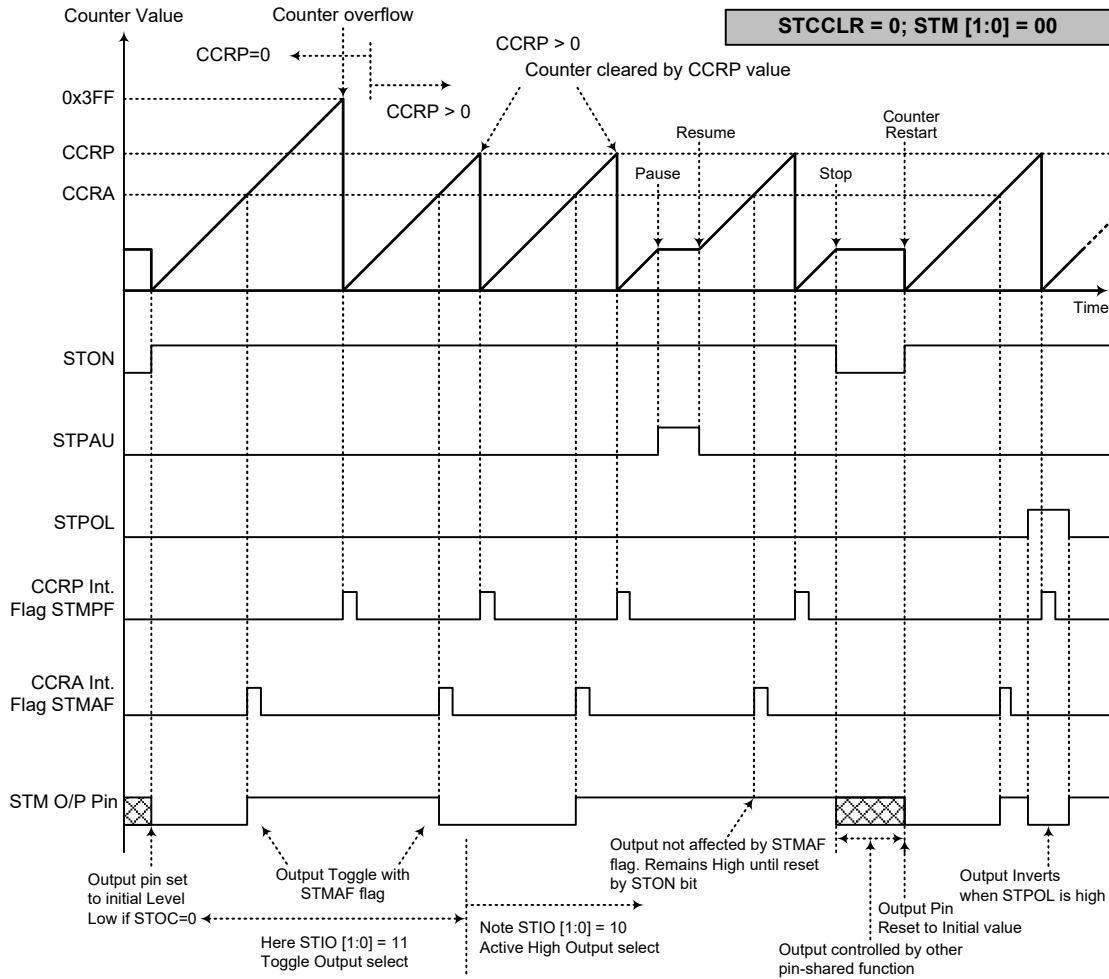 Counter Value
Counter overflow
STCCLR = 0; STM [1:0] = 00
CCRP=0
CCRP > 0
CCRP > 0
Counter cleared by CCRP value
0x3FF
CCRP
CCRA
Pause
Resume
Stop
Counter
Restart
Time
STON
STPAU
STPOL
CCRP Int.
Flag STMPF
CCRA Int.
Flag STMAF
STM O/P Pin
Output pin set
to initial Level
Low if STOC=0
Output Toggle with
STMAF flag
Here STIO [1:0] = 11
Toggle Output select
Note STIO [1:0] = 10
Active High Output select
Output not affected by STMAF
flag. Remains High until reset
by STON bit
Output controlled by other
pin-shared function
Output Pin
Reset to Initial value
Output Inverts
when STPOL is high